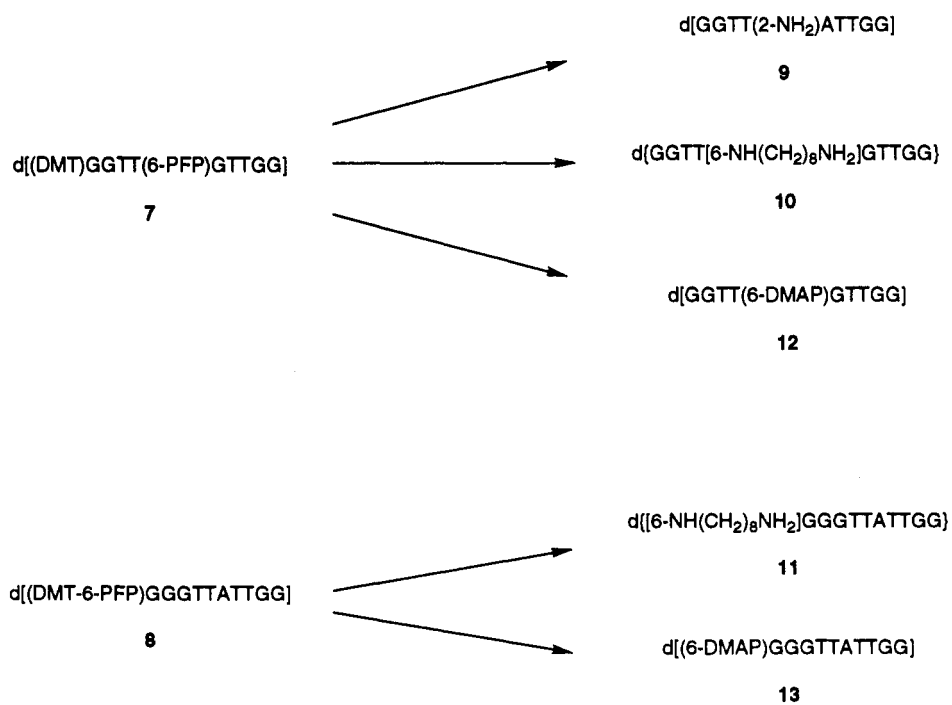 d[GGTT(2-NH₂)ATTGG]
9
d[(DMT)GGTT(6-PFP)GTTGG]
7
d{GGTT[6-NH(CH₂)₈NH₂]GTTGG}
10
d[GGTT(6-DMAP)GTTGG]
12
d{[6-NH(CH₂)₈NH₂]GGGTTATTGG}
11
d[(DMT-6-PFP)GGGTTATTGG]
8
d[(6-DMAP)GGGTTATTGG]
13